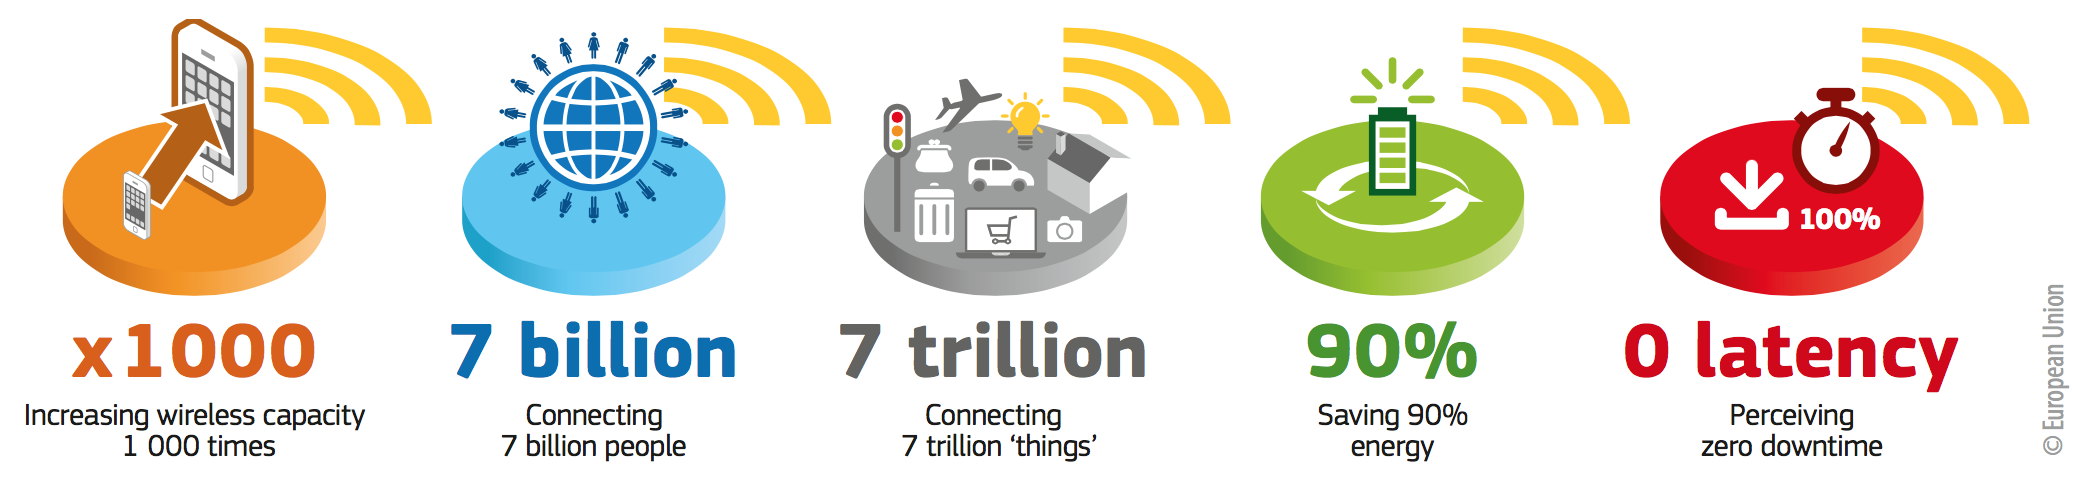 100%
x1000
Increasing wireless capacity
1 000 times
7 billion
Connecting
7 billion people
7 trillion
Connecting
7 trillion ‘things’
90%
Saving 90%
energy
0 latency
Perceiving
zero downtime
© European Union